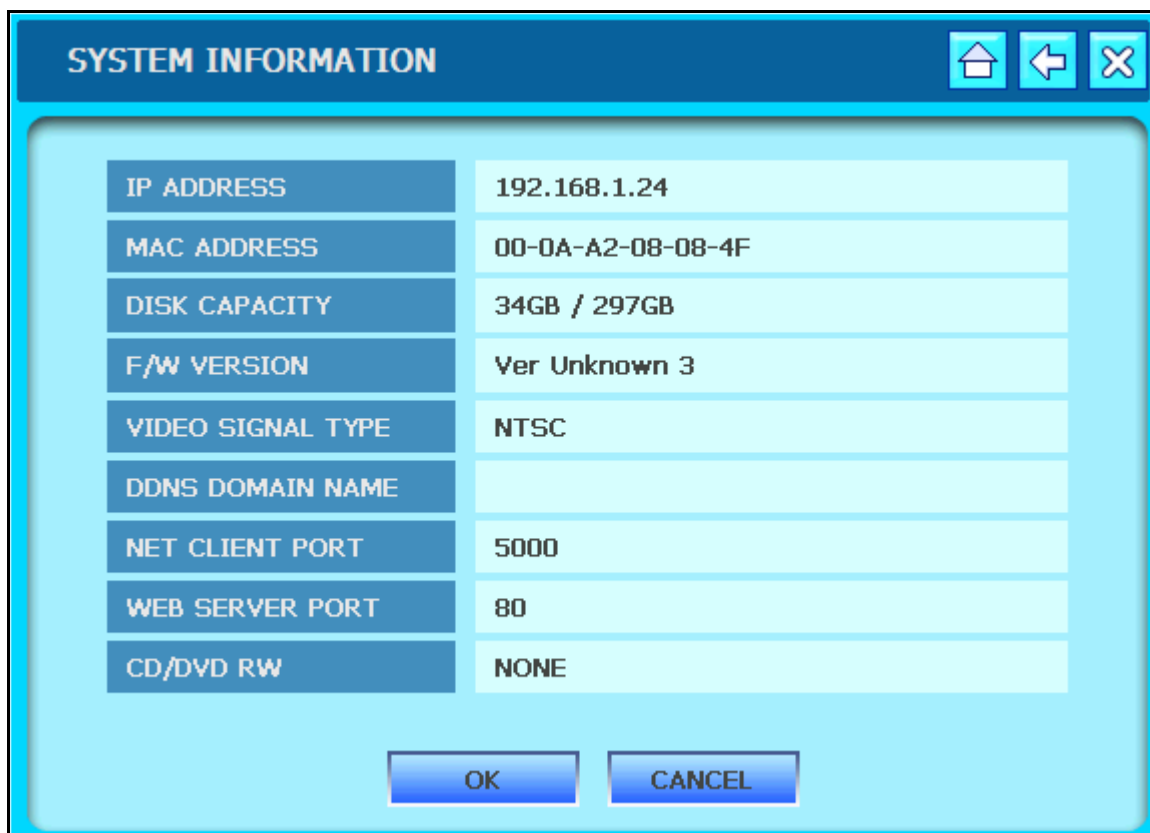 SYSTEM INFORMATION
IP ADDRESS 192.168.1.24
MAC ADDRESS 00-0A-A2-08-08-4F
DISK CAPACITY 34GB / 297GB
F/W VERSION Ver Unknown 3
VIDEO SIGNAL TYPE NTSC
DDNS DOMAIN NAME
NET CLIENT PORT 5000
WEB SERVER PORT 80
CD/DVD RW NONE
OK CANCEL